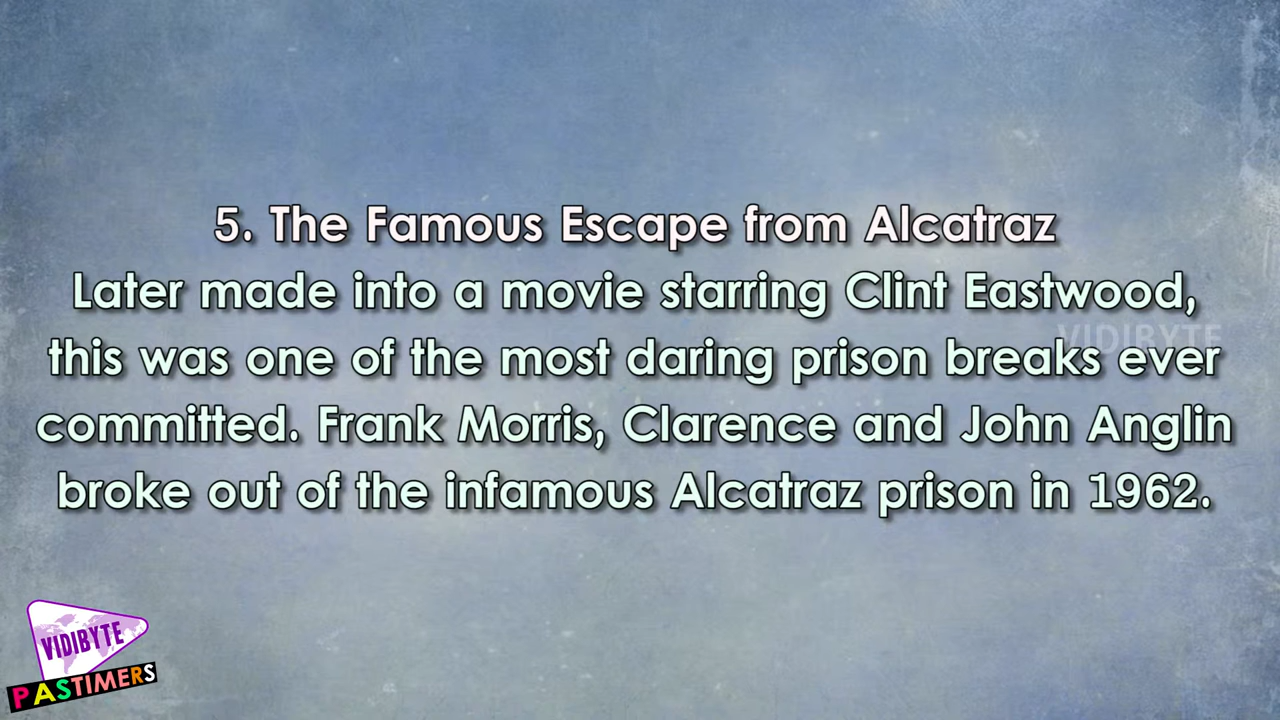 5. The Famous Escape from Alcatraz
Later made into a movie starring Clint Eastwood,
this was one of the most daring prison breaks ever
committed. Frank Morris, Clarence and John Anglin
broke out of the infamous Alcatraz prison in 1962.
VIDIBYTE
VIDIBYTE
PASTIMERS